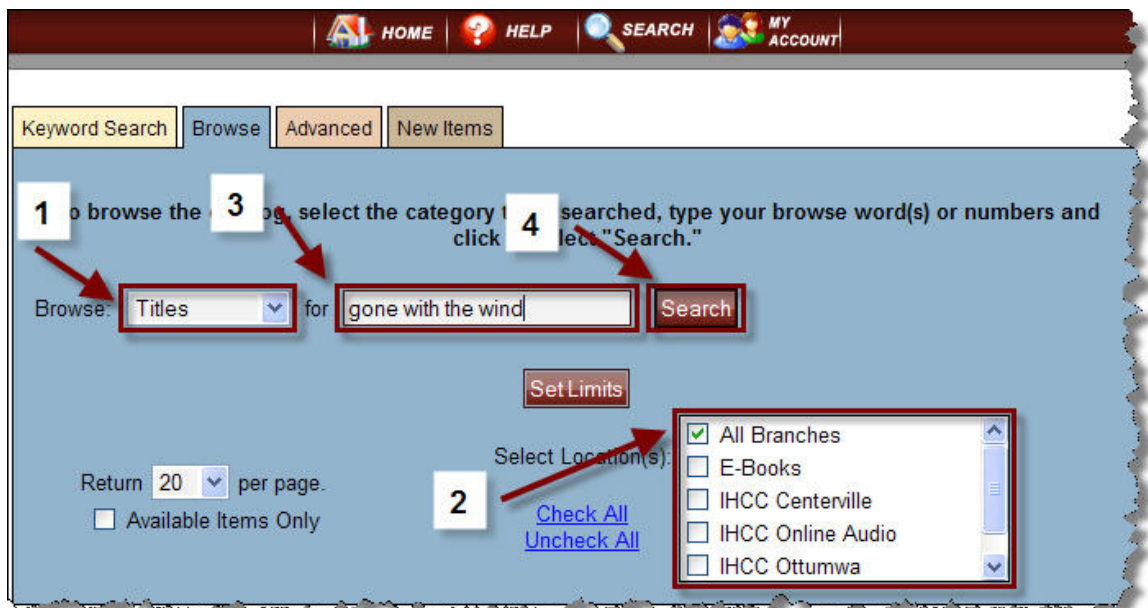 HOME HELP SEARCH MY ACCOUNT
Keyword Search Browse Advanced New Items
1 3 4
o browse the og, select the category t searched, type your browse word(s) or numbers and
click lect "Search."
Browse: Titles for gone with the wind Search
Set Limits
Select Location(s):
All Branches
E-Books
IHCC Centerville
IHCC Online Audio
IHCC Ottumwa
Return 20 per page.
Available Items Only
2
Check All
Uncheck All